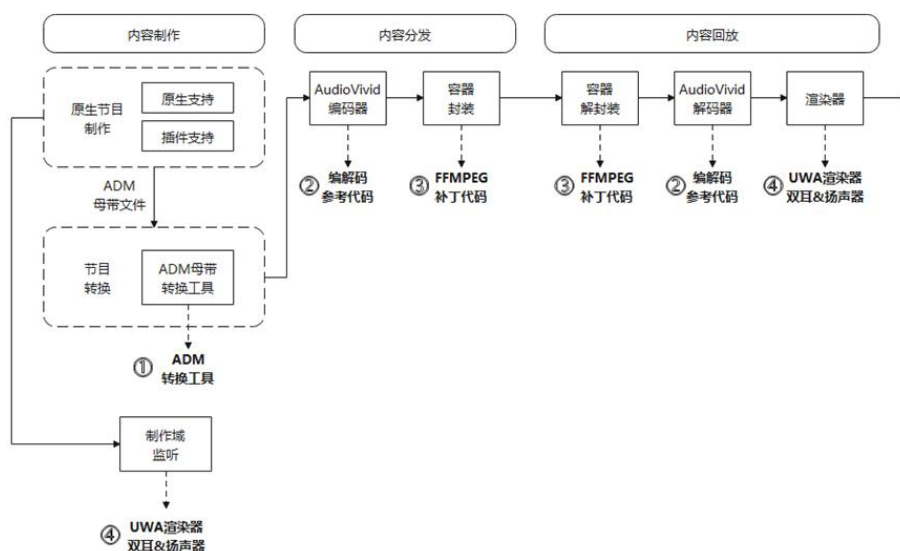 内容制作
内容分发
内容回放
原生节目
制作
原生支持
插件支持
AudioVivid
编码器
容器
封装
容器
解封装
AudioVivid
解码器
渲染器
② 编解码
参考代码
③ FFMPEG
补丁代码
③ FFMPEG
补丁代码
② 编解码
参考代码
④ UWA渲染器
双耳&扬声器
ADM
母带文件
节目
转换
ADM母带
转换工具
① ADM
转换工具
制作域
监听
④ UWA渲染器
双耳&扬声器